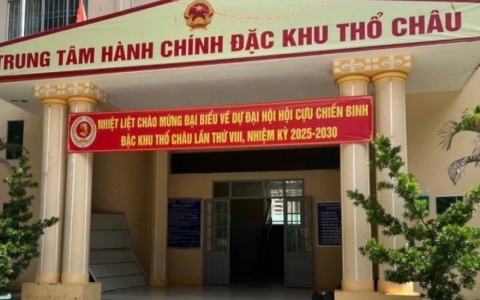 TRUNG TÂM HÀNH CHÍNH ĐẶC KHU THỔ CHÂU
NHIỆT LIỆT CHÀO MỪNG ĐẠI BIỂU VỀ DỰ ĐẠI HỘI HỘI CỰU CHIẾN BINH
ĐẶC KHU THỔ CHÂU LẦN THỨ VIII, NHIỆM KỲ 2025-2030